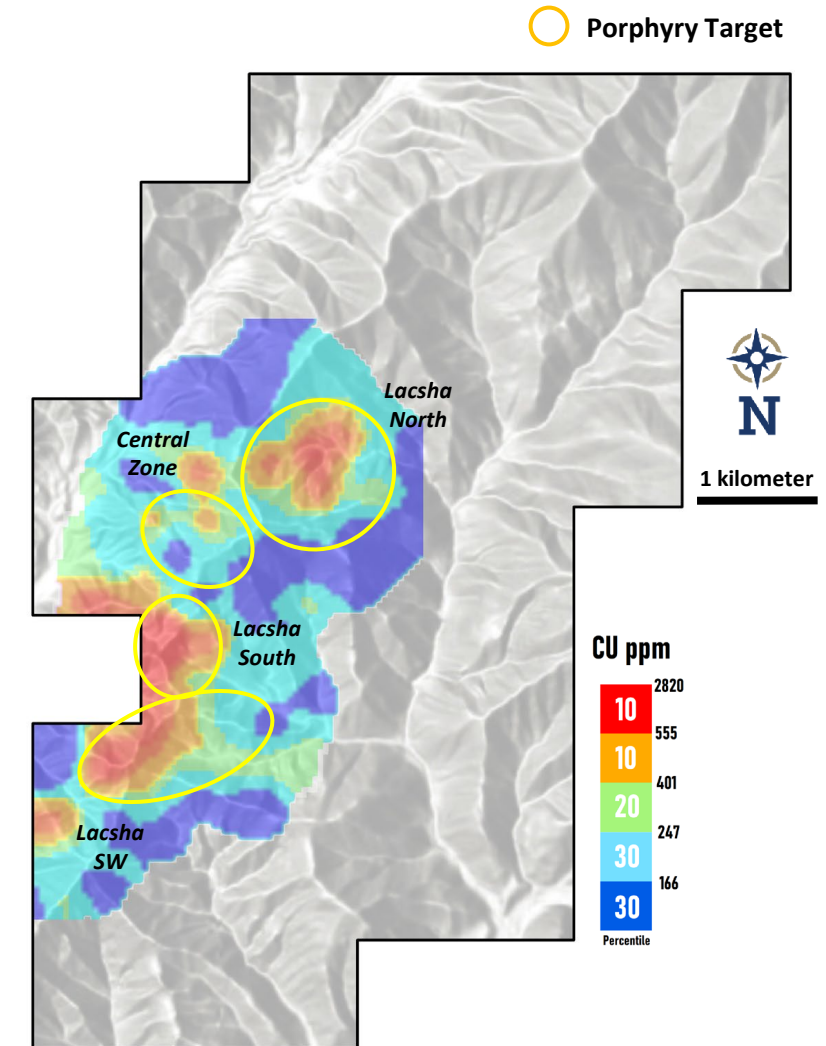 Porphyry Target
Lacsha
North
Central
Zone
N
1 kilometer
Lacsha
South
CU ppm
2820
10
555
10
401
20
247
30
166
30
Percentile
Lacsha
SW